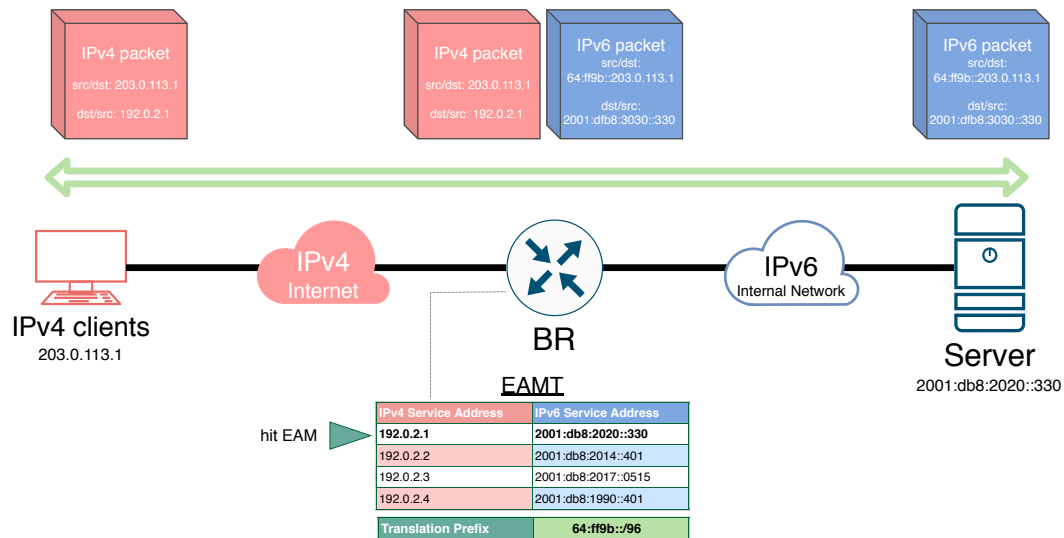 IPv4 packet
src/dst: 203.0.113.1
dst/src: 192.0.2.1
IPv4 packet
src/dst: 203.0.113.1
dst/src: 192.0.2.1
IPv6 packet
src/dst:
64:ff9b::203.0.113.1
dst/src:
2001:dfb8:3030::330
IPv6 packet
src/dst:
64:ff9b::203.0.113.1
dst/src:
2001:dfb8:3030::330
IPv4 clients
203.0.113.1
IPv4
Internet
BR
IPv6
Internal Network
Server
2001:db8:2020::330
EAMT
hit EAM
IPv4 Service Address IPv6 Service Address
192.0.2.1 2001:db8:2020::330
192.0.2.2 2001:db8:2014::401
192.0.2.3 2001:db8:2017::0515
192.0.2.4 2001:db8:1990::401
Translation Prefix 64:ff9b::/96